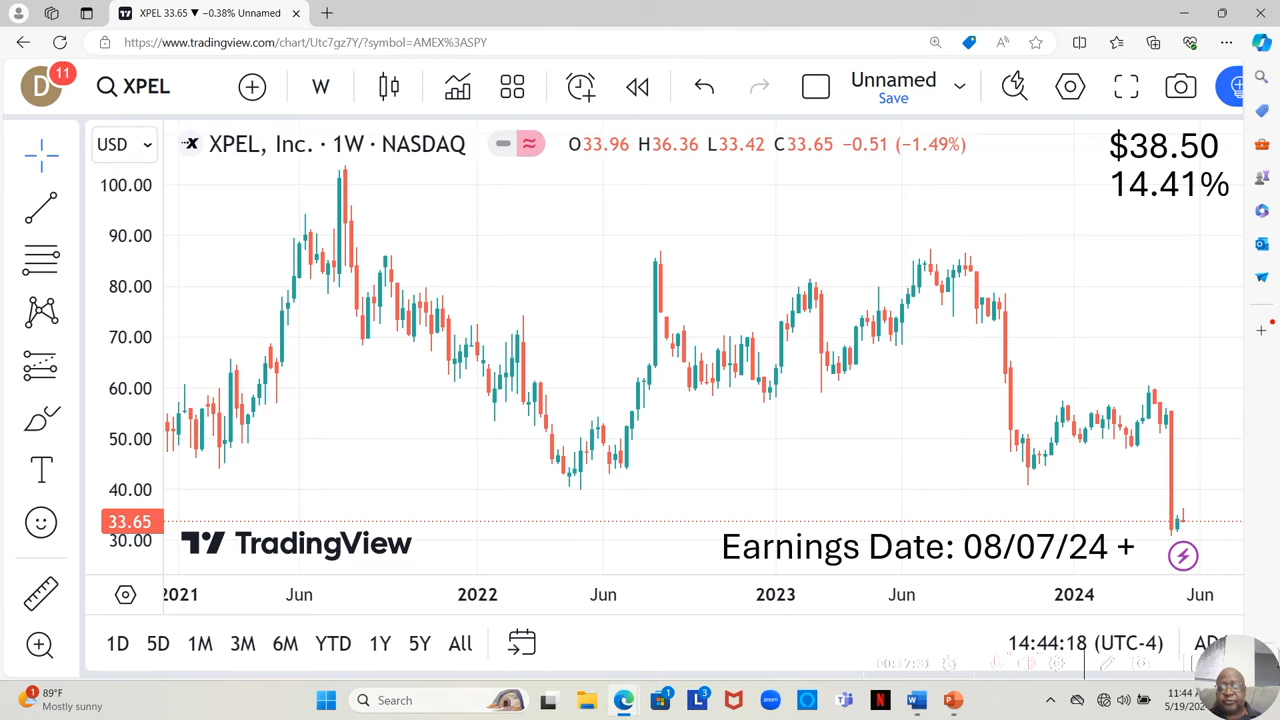 XPEL 33.65 ▼ −0.38% Unnamed
https://www.tradingview.com/chart/Utc7gz7Y/?symbol=AMEX%3ASPY
D
11
XPEL
W
Unnamed
Save
USD
XPEL, Inc. · 1W · NASDAQ
O33.96 H36.36 L33.42 C33.65 −0.51 (−1.49%)
$38.50
14.41%
100.00
90.00
80.00
70.00
60.00
50.00
40.00
33.65
30.00
TradingView
Earnings Date: 08/07/24 +
2021 Jun 2022 Jun 2023 Jun 2024 Jun
1D 5D 1M 3M 6M YTD 1Y 5Y All
14:44:18 (UTC-4)
1
89°F
Mostly sunny
Search
1
3
11:44